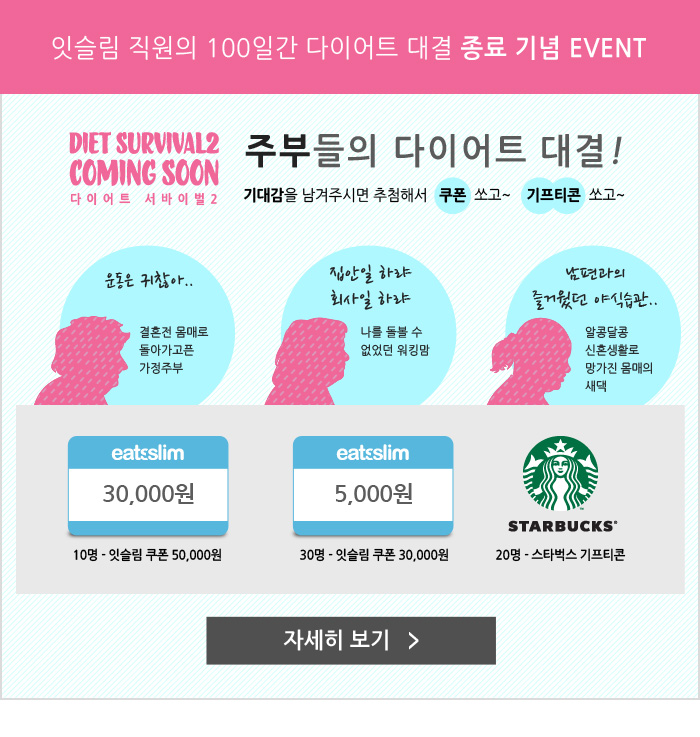 잇슬림 직원의 100일간 다이어트 대결 종료 기념 EVENT
DIET SURVIVAL2
COMING SOON
다이어트 서바이벌2
주부들의 다이어트 대결!
기대감을 남겨주시면 추첨해서 쿠폰 쏘고~ 기프티콘 쏘고~
운동은 귀찮아..
결혼전 몸매로
돌아가고픈
가정주부
집안일 하랴
회사일 하랴
나를 돌볼 수
없었던 워킹맘
남편과의
즐거웠던 야식습관..
알콩달콩
신혼생활로
망가진 몸매의
새댁
eatsslim
30,000원
10명 - 잇슬림 쿠폰 50,000원
eatsslim
5,000원
30명 - 잇슬림 쿠폰 30,000원
STARBUCKS
20명 - 스타벅스 기프티콘
자세히 보기 >